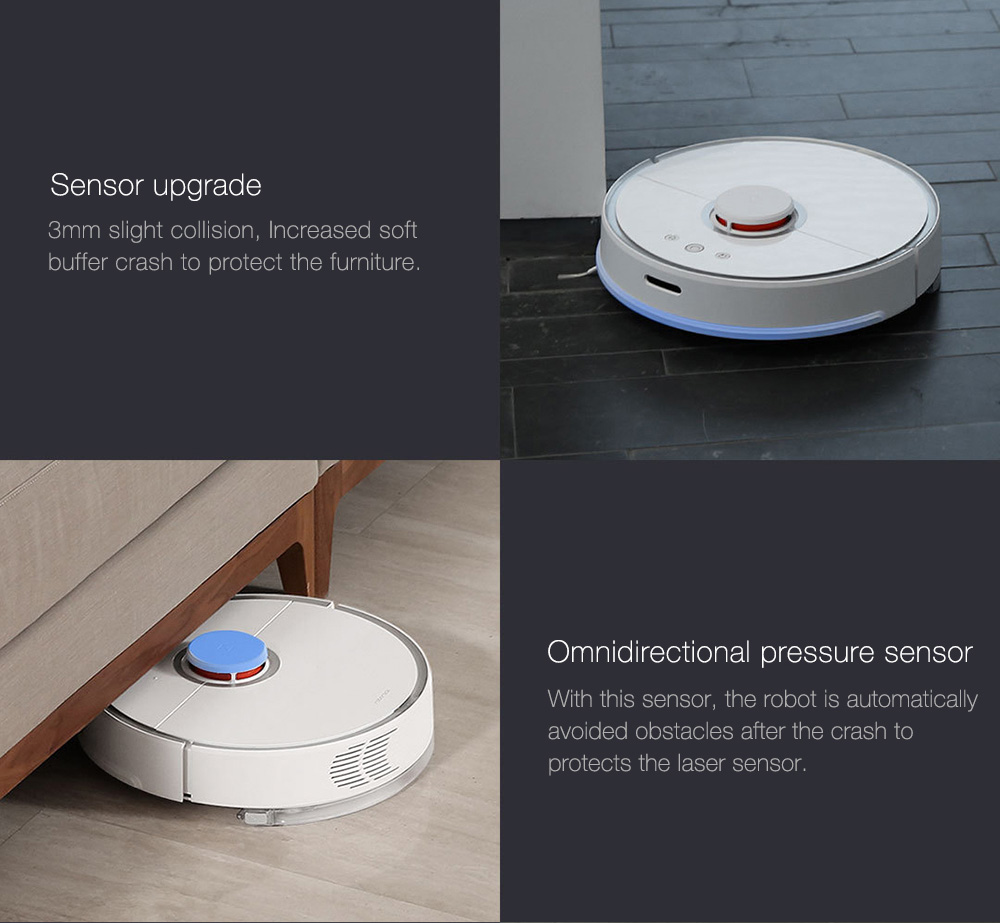 Sensor upgrade
3mm slight collision, Increased soft
buffer crash to protect the furniture.
Omnidirectional pressure sensor
With this sensor, the robot is automatically
avoided obstacles after the crash to
protects the laser sensor.